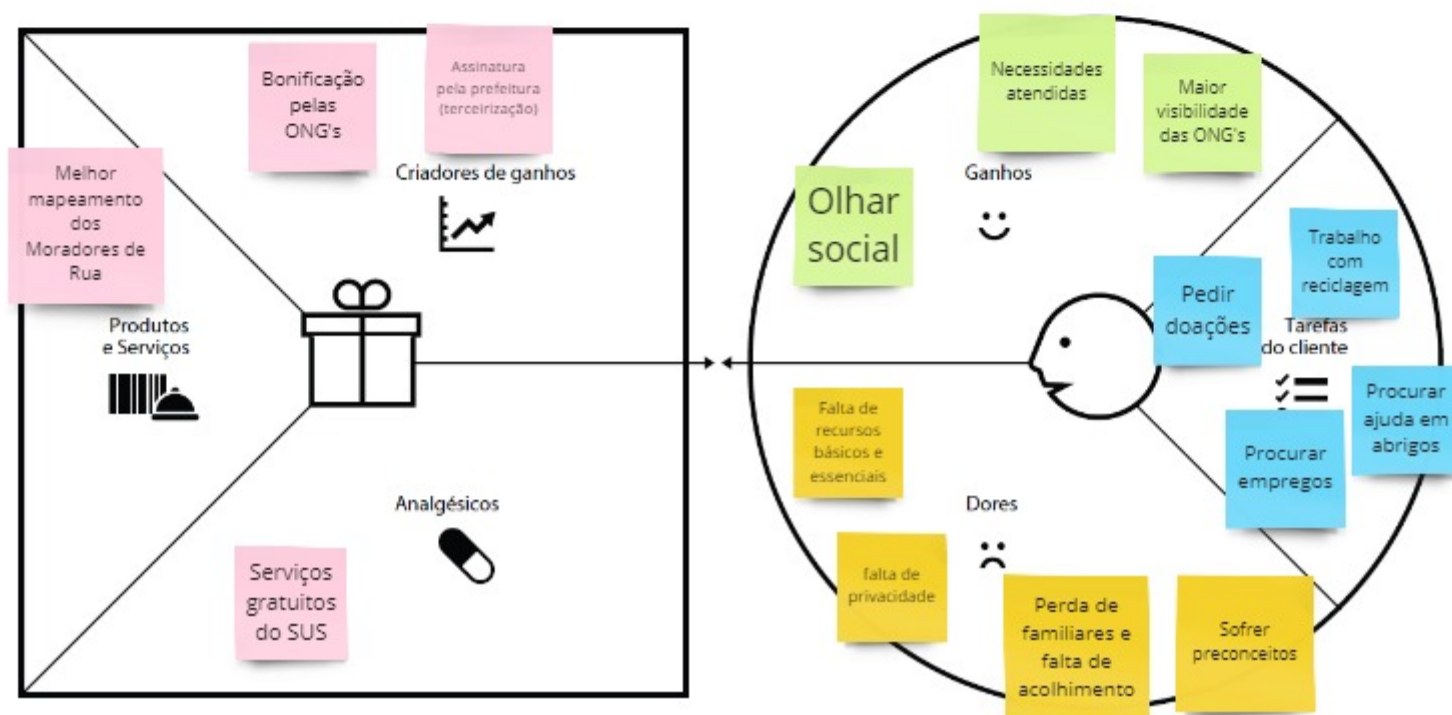 Bonificação
pelas
ONG's
Assinatura
pela prefeitura
(terceirização)
Criadores de ganhos
Melhor
mapeamento
dos
Moradores de
Rua
Produtos
e Serviços
Analgésicos
Serviços
gratuitos
do SUS
Necessidades
atendidas
Maior
visibilidade
das ONG's
Ganhos
Olhar
social
Trabalho
com
reciclagem
Pedir
doações
Tarefas
do cliente
Procurar
ajuda em
abrigos
Procurar
empregos
Falta de
recursos
básicos e
essenciais
Dores
falta de
privacidade
Perda de
familiares e
falta de
acolhimento
Sofrer
preconceitos